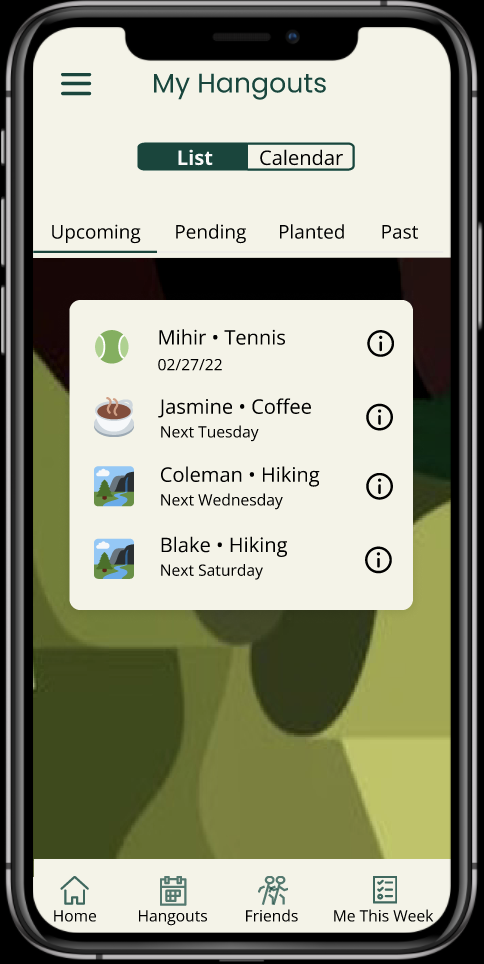 My Hangouts
List Calendar
Upcoming Pending Planted Past
Mihir • Tennis
02/27/22
Jasmine • Coffee
Next Tuesday
Coleman • Hiking
Next Wednesday
Blake • Hiking
Next Saturday
Home Hangouts Friends Me This Week